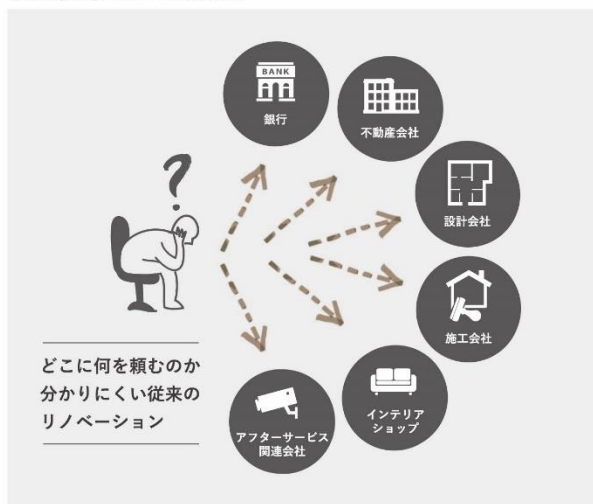 BANK
銀行
不動産会社
設計会社
施工会社
インテリア
ショップ
アフターサービス
関連会社
?
どこに何を頼むのか
分かりにくい従来の
リノベーション